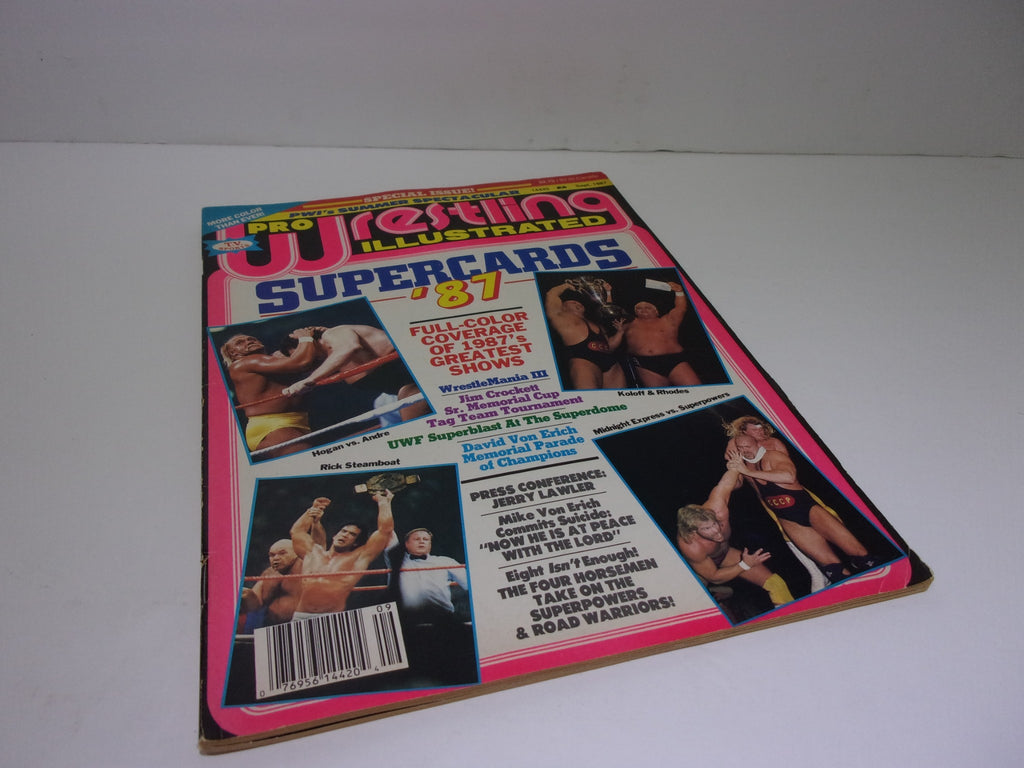 SPECIAL ISSUE!
PWI's SUMMER SPECTACULAR
14420
Sept. 1987
MORE COLOR
THAN EVER!
PRO
Wrestling
ILLUSTRATED
SUPERCARDS
'87
FULL-COLOR
COVERAGE
OF 1987's
GREATEST
SHOWS
WrestleMania III
Jim Crockett
Sr. Memorial Cup
Tag Team Tournament
UWF Superblast At The Superdome
David Von Erich
Memorial Parade
of Champions
Hogan vs. Andre
Koloff & Rhodes
Rick Steamboat
Midnight Express vs. Superpowers
CCCP
PRESS CONFERENCE:
JERRY LAWLER
Mike Von Erich
Commits Suicide:
"NOW HE IS AT PEACE
WITH THE LORD"
Eight Isn't Enough!
THE FOUR HORSEMEN
TAKE ON THE
SUPERPOWERS
& ROAD WARRIORS!
09
0 76956 14420 4